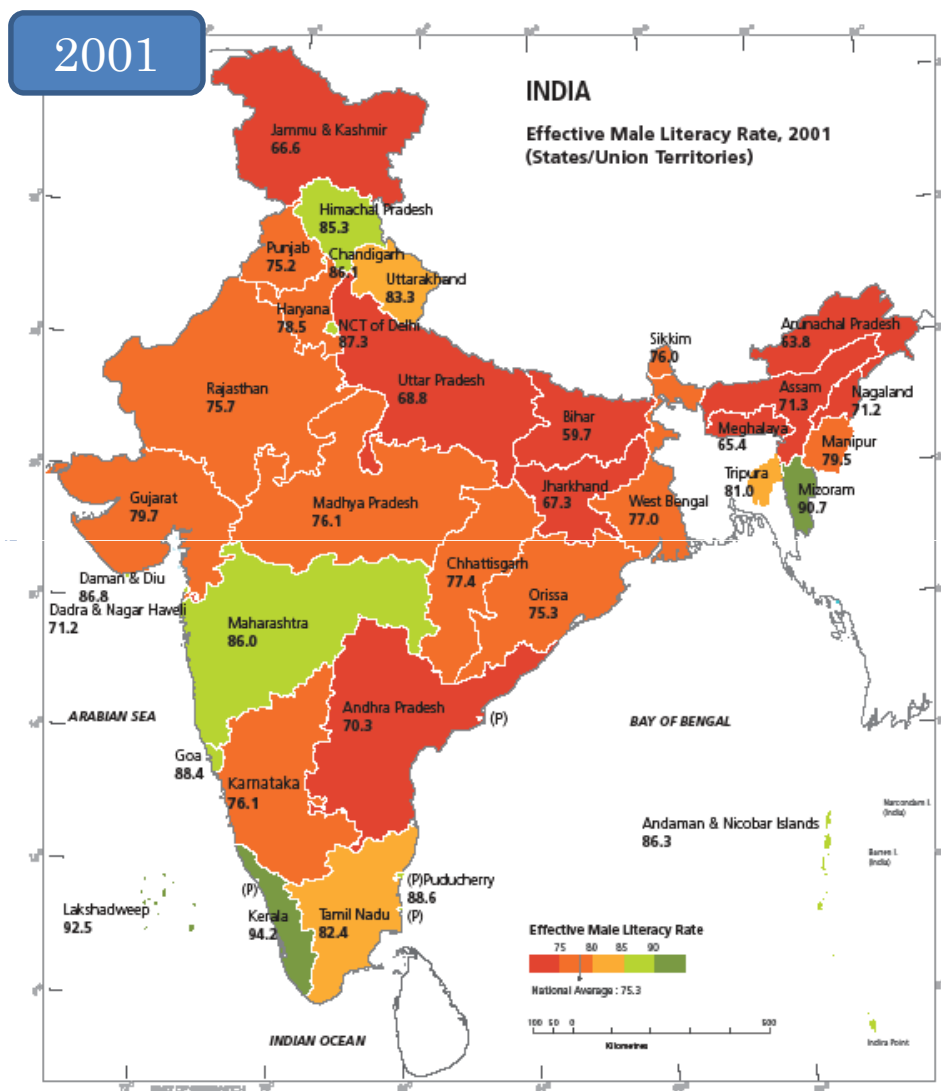 2001
INDIA
Effective Male Literacy Rate, 2001
(States/Union Territories)
Jammu & Kashmir
66.6
Himachal Pradesh
85.3
Punjab
75.2
Chandigarh
86.1
Uttarakhand
83.3
Haryana
78.5
NCT of Delhi
87.3
Rajasthan
75.7
Uttar Pradesh
68.8
Bihar
59.7
Sikkim
76.0
Arunachal Pradesh
63.8
Assam
71.3
Nagaland
71.2
Meghalaya
65.4
Manipur
79.5
Tripura
81.0
Mizoram
90.7
Gujarat
79.7
Madhya Pradesh
76.1
Jharkhand
67.3
West Bengal
77.0
Chhattisgarh
77.4
Orissa
75.3
Daman & Diu
86.8
Dadra & Nagar Haveli
71.2
Maharashtra
86.0
Andhra Pradesh
70.3
(P)
ARABIAN SEA
BAY OF BENGAL
Goa
88.4
Karnataka
76.1
Andaman & Nicobar Islands
86.3
Narcondam I.
(India)
Barren I.
(India)
(P)Puducherry
88.6
(P)
(P)
Lakshadweep
92.5
Kerala
94.2
Tamil Nadu
82.4
Effective Male Literacy Rate
75 80 85 90
National Average : 75.3
100 50 0 500
Kilometres
INDIAN OCEAN
Indira Point